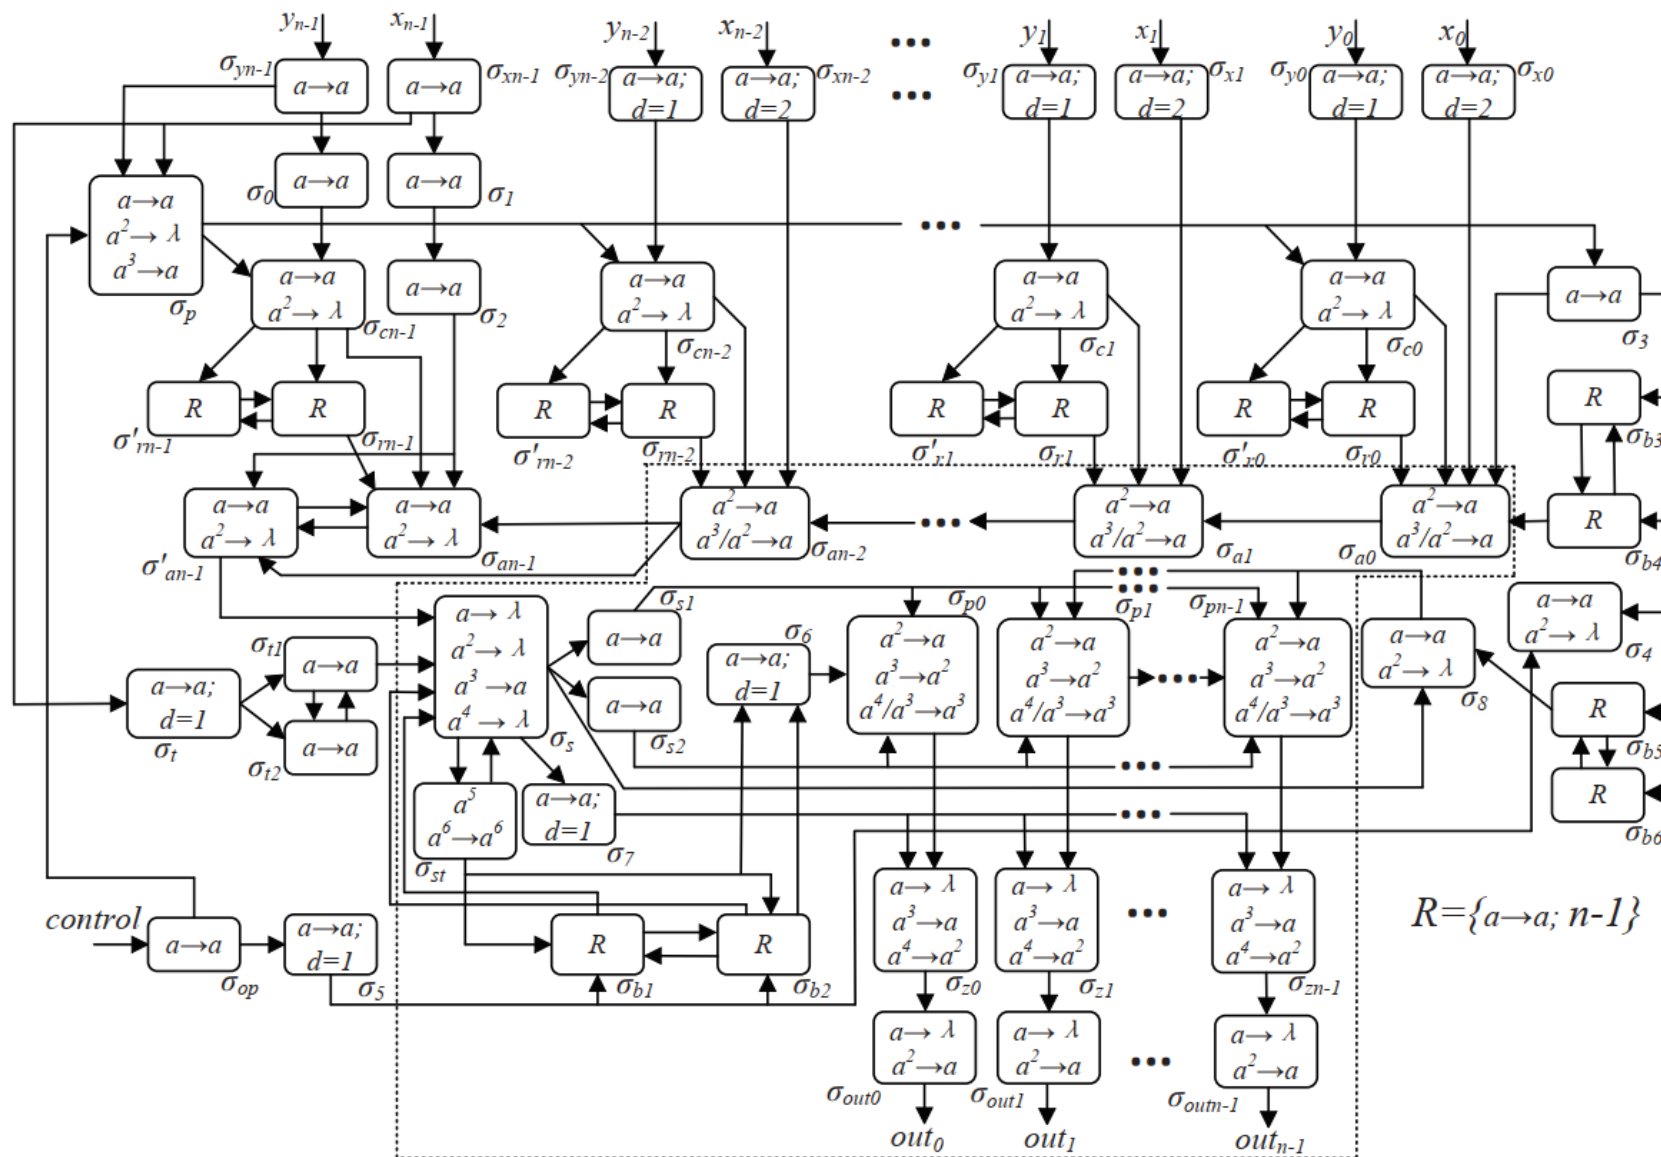 yn-1 xn-1 yn-2 xn-2 ••• y1 x1 y0 x0
σyn-1 a→a a→a σxn-1 σyn-2 a→a; d=1 a→a; d=2 σxn-2 ••• σy1 a→a; d=1 a→a; d=2 σx1 σy0 a→a; d=1 a→a; d=2 σx0
a→a σ0 a→a σ1
a→a
a²→ λ
a³→a
σp
•••
a→a
a²→ λ
σcn-1
a→a
σ2
a→a
a²→ λ
σcn-2
a→a
a²→ λ
σc1
a→a
a²→ λ
σc0
a→a
σ3
R R R R R R R R R
σ'rn-1 σrn-1 σ'rn-2 σrn-2 σ'r1 σr1 σ'r0 σr0 σb3
a→a
a²→ λ
σ'an-1
a→a
a²→ λ
σan-1
a²→a
a³/a²→a
σan-2
•••
a²→a
a³/a²→a
σa1
a²→a
a³/a²→a
σa0
R
σb4
a→ λ
a²→ λ
a³→a
a⁴→ λ
σs
σs1
a→a
a→a
σs2
σ6
a→a;
d=1
σp0
a²→a
a³→a²
a⁴/a³→a³
•••
•••
σp1
a²→a
a³→a²
a⁴/a³→a³
•••
σpn-1
a²→a
a³→a²
a⁴/a³→a³
•••
a→a
a²→ λ
σ8
a→a
a²→ λ
σ4
R
σb5
R
σb6
σt1
a→a
a→a;
d=1
σt
a→a
σt2
a⁵
a⁶→a⁶
σst
a→a;
d=1
σ7
•••
control
a→a
σop
a→a;
d=1
σ5
R
σb1
R
σb2
a→ λ
a³→a
a⁴→a²
σz0
a→ λ
a³→a
a⁴→a²
σz1
•••
a→ λ
a³→a
a⁴→a²
σzn-1
R={a→a; n-1}
a→ λ
a²→a
σout0
a→ λ
a²→a
σout1
•••
a→ λ
a²→a
σoutn-1
out0 out1 outn-1